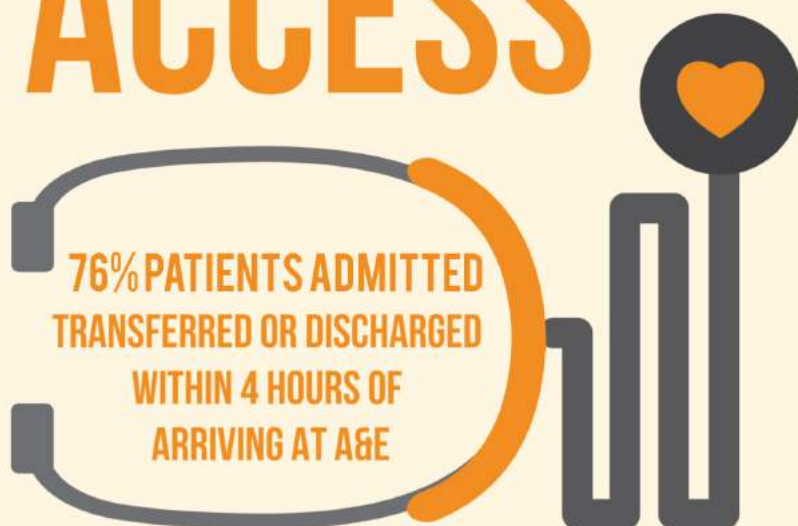 ACCESS
76% PATIENTS ADMITTED
TRANSFERRED OR DISCHARGED
WITHIN 4 HOURS OF
ARRIVING AT A&E